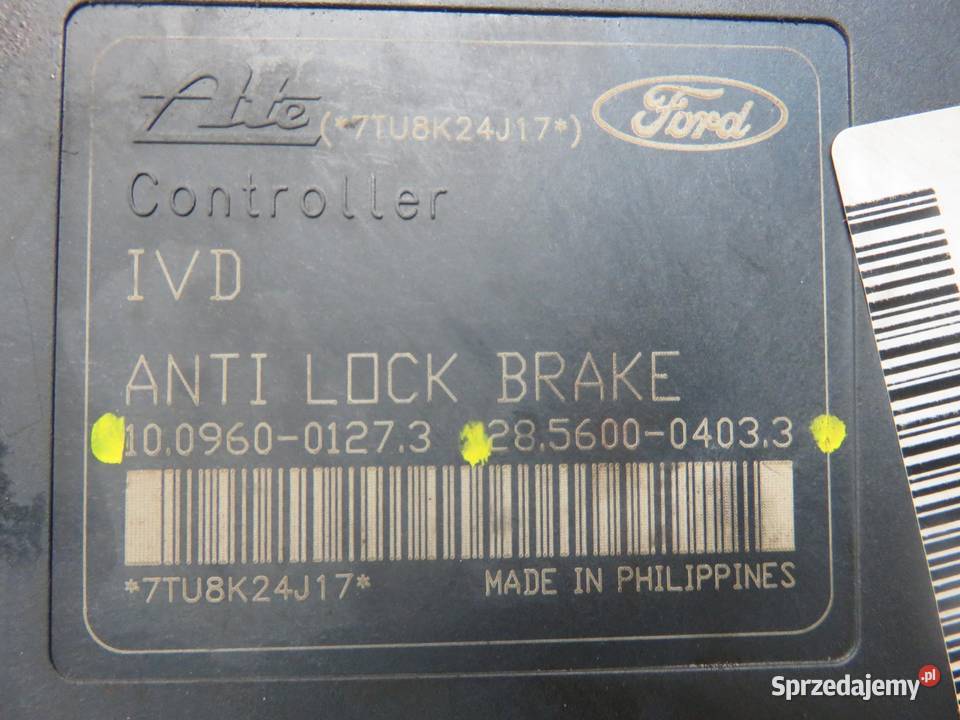 Ate (*7TU8K24J17*) Ford
Controller
IVD
ANTI LOCK BRAKE
10.0960-0127.3 28.5600-0403.3
*7TU8K24J17* MADE IN PHILIPPINES
Sprzedajemy.pl